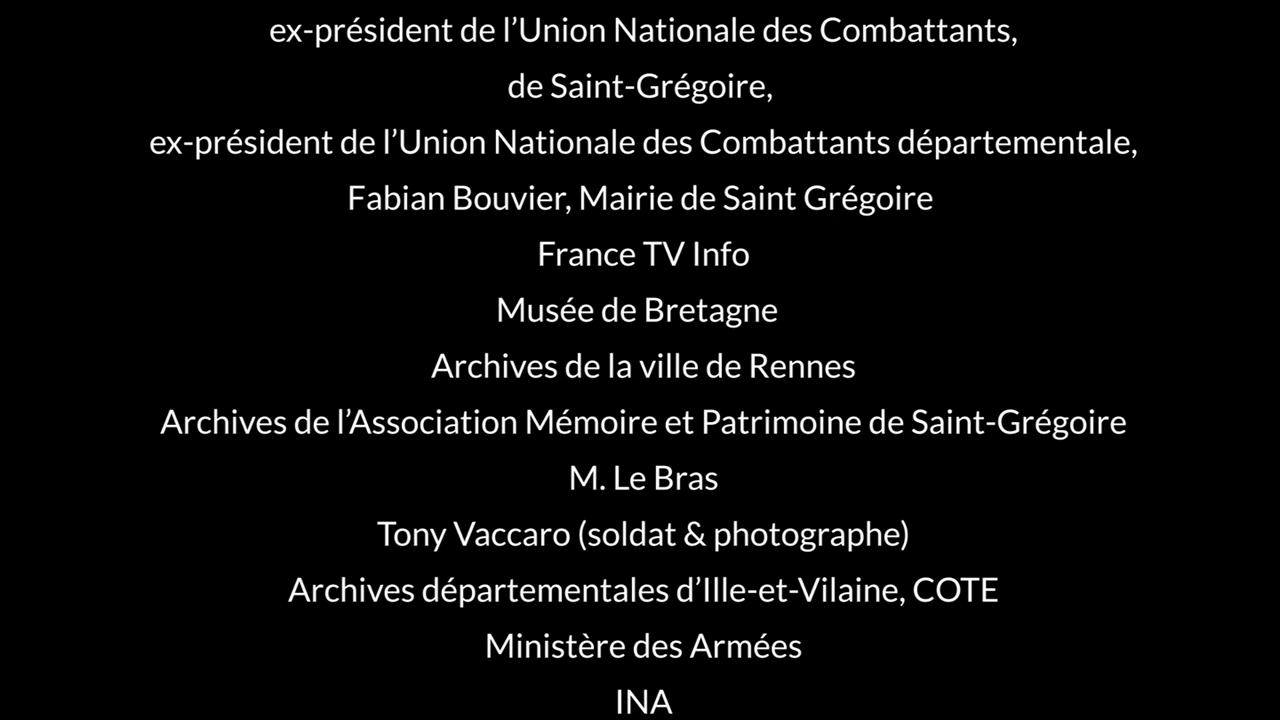 ex-président de l’Union Nationale des Combattants,
de Saint-Grégoire,
ex-président de l’Union Nationale des Combattants départementale,
Fabian Bouvier, Mairie de Saint Grégoire
France TV Info
Musée de Bretagne
Archives de la ville de Rennes
Archives de l’Association Mémoire et Patrimoine de Saint-Grégoire
M. Le Bras
Tony Vaccaro (soldat & photographe)
Archives départementales d’Ille-et-Vilaine, COTE
Ministère des Armées
INA